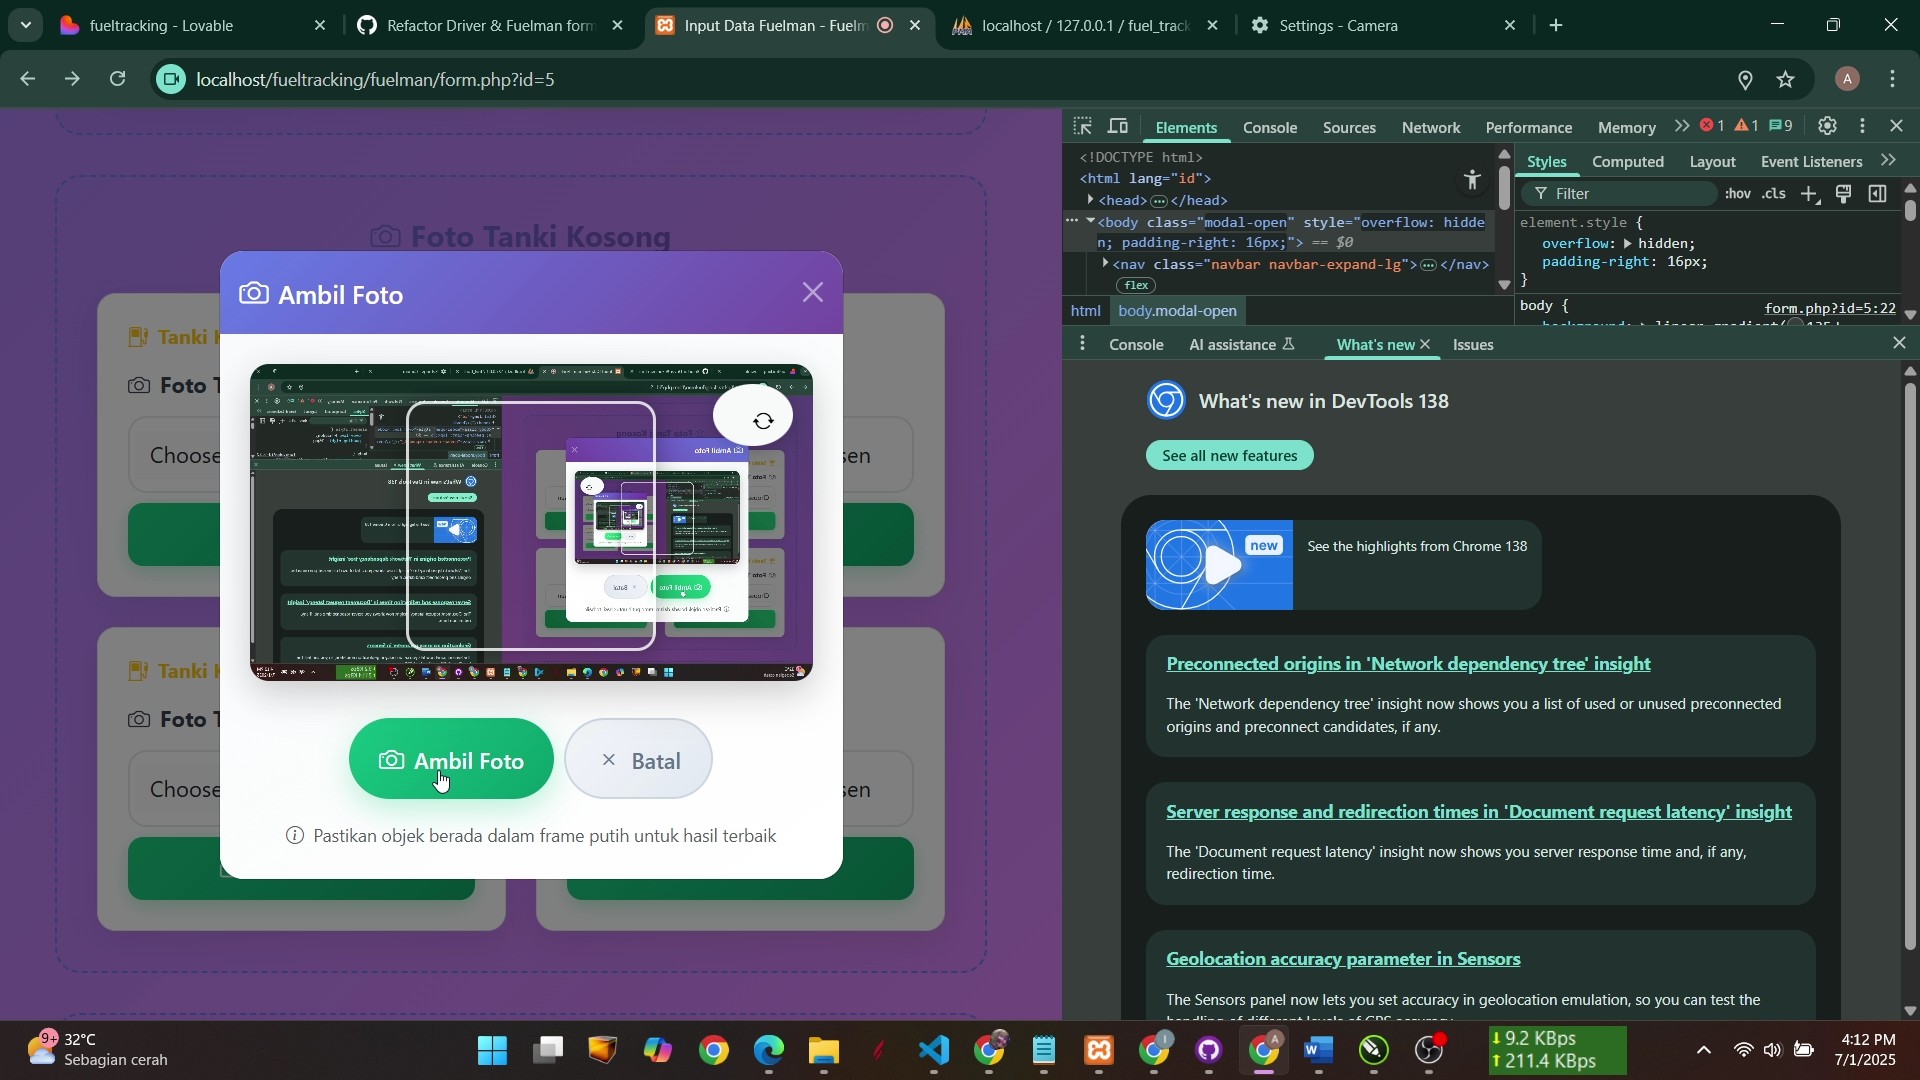 fueltracking - Lovable
Refactor Driver & Fuelman form
Input Data Fuelman - Fuelm
localhost / 127.0.0.1 / fuel_track
Settings - Camera
localhost/fueltracking/fuelman/form.php?id=5
A
Elements
Console
Sources
Network
Performance
Memory
1
1
9
<!DOCTYPE html>
<html lang="id">
<head>
</head>
<body class="modal-open" style="overflow: hidde
n; padding-right: 16px;"> == $0
<nav class="navbar navbar-expand-lg">
</nav>
flex
html
body.modal-open
Styles
Computed
Layout
Event Listeners
Filter
:hov
.cls
element.style {
overflow: hidden;
padding-right: 16px;
}
body {
form.php?id=5:22
Console
AI assistance
What's new
Issues
What's new in DevTools 138
See all new features
new
See the highlights from Chrome 138
Preconnected origins in 'Network dependency tree' insight
The 'Network dependency tree' insight now shows you a list of used or unused preconnected
origins and preconnect candidates, if any.
Server response and redirection times in 'Document request latency' insight
The 'Document request latency' insight now shows you server response time and, if any,
redirection time.
Geolocation accuracy parameter in Sensors
The Sensors panel now lets you set accuracy in geolocation emulation, so you can test the
Foto Tanki Kosong
Tanki
Foto T
Choose
sen
Tanki
Foto T
Choose
sen
Ambil Foto
Ambil Foto
Batal
Pastikan objek berada dalam frame putih untuk hasil terbaik
9+
32°C
Sebagian cerah
9.2 KBps
211.4 KBps
4:12 PM
7/1/2025